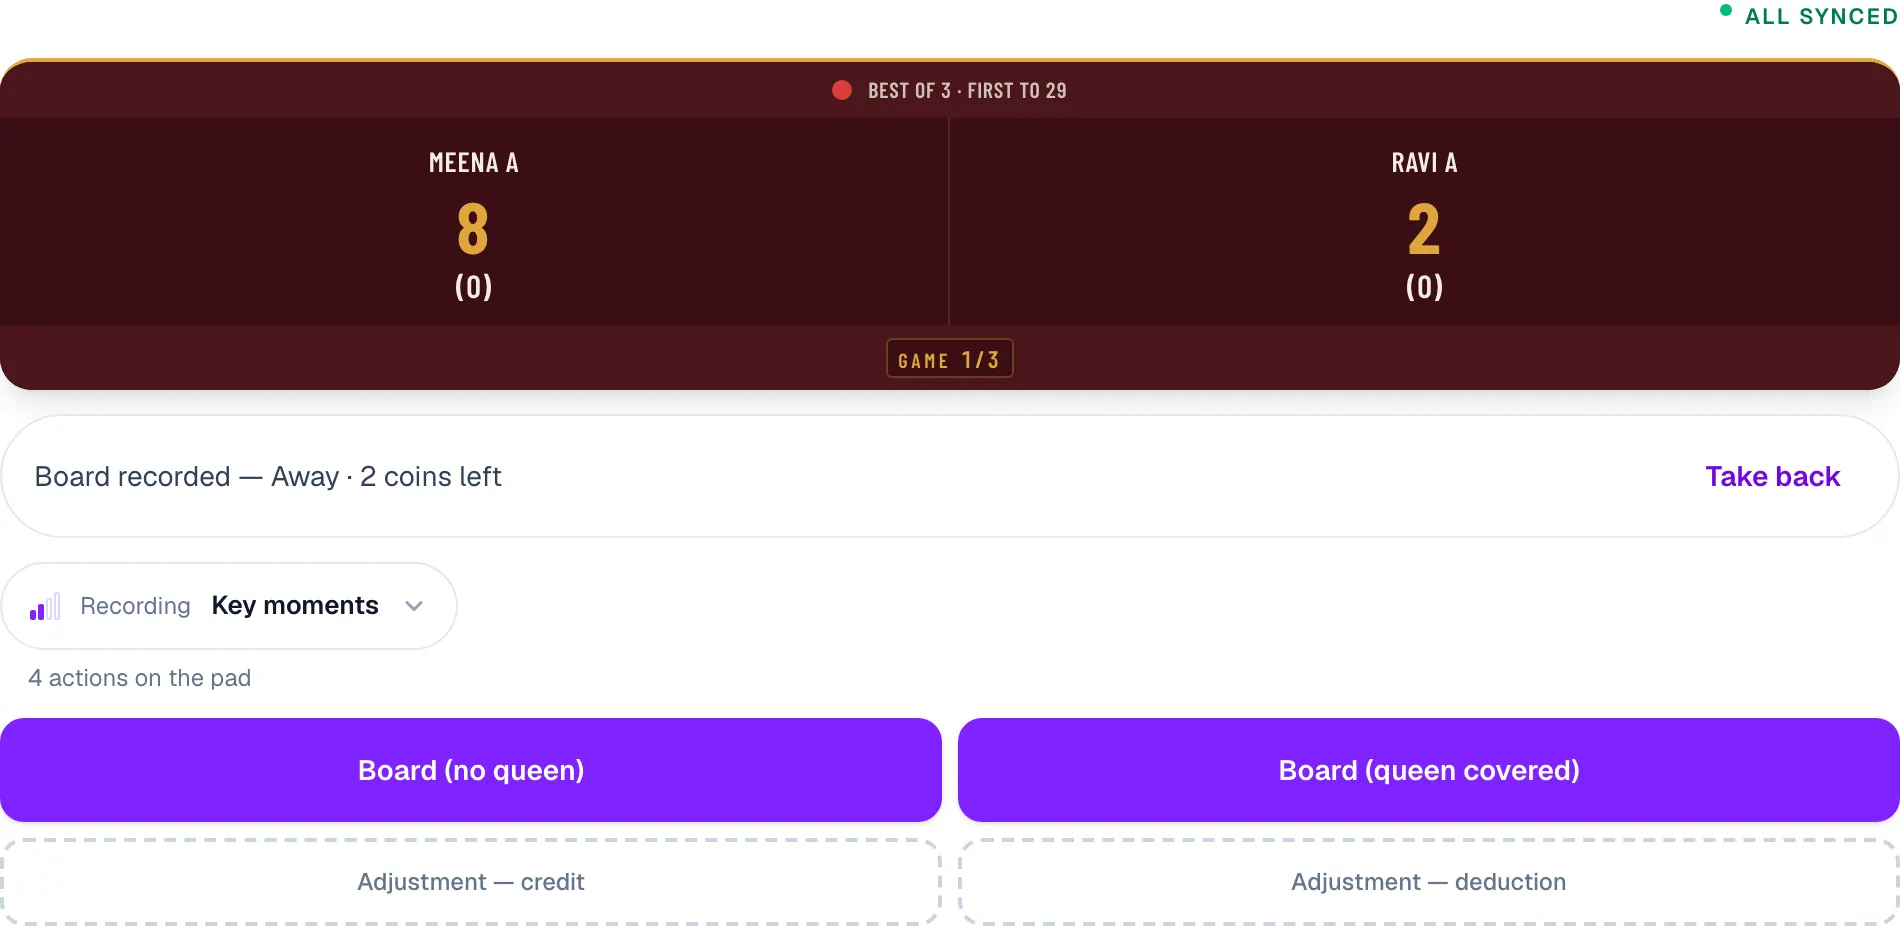 ALL SYNCED
BEST OF 3 · FIRST TO 29
MEENA A
8
(0)
RAVI A
2
(0)
GAME 1/3
Board recorded — Away · 2 coins left
Take back
Recording Key moments
4 actions on the pad
Board (no queen)
Board (queen covered)
Adjustment — credit
Adjustment — deduction